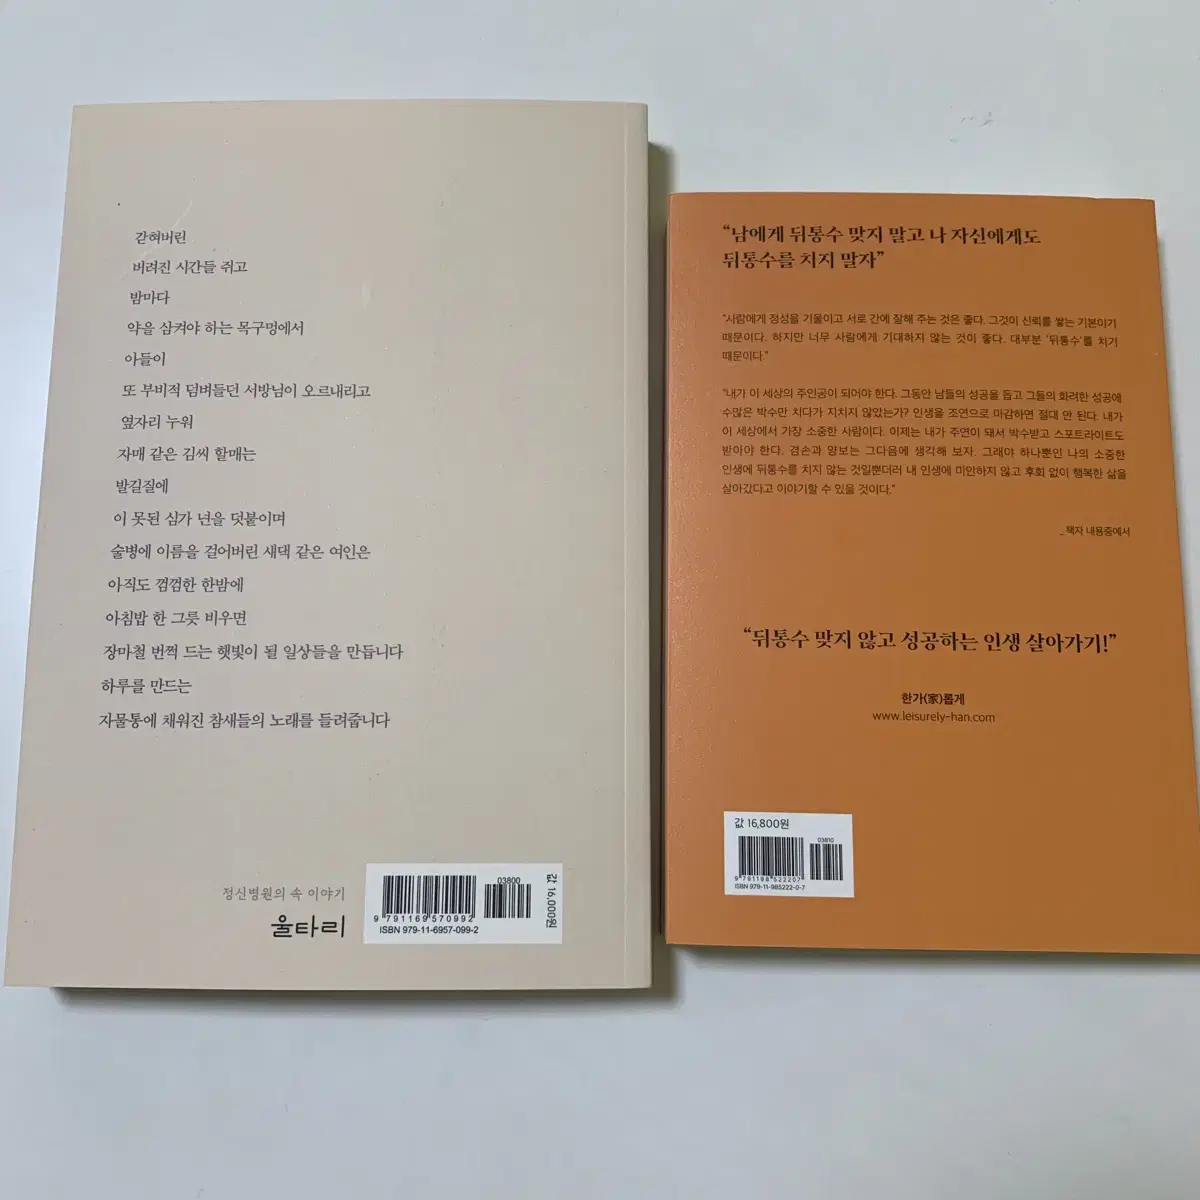 갇혀버린
버려진 시간들 쥐고
밤마다
약을 삼켜야 하는 목구멍에서
아들이
또 부비적 덤벼들던 서방님이 오르내리고
옆자리 누워
자매 같은 김씨 할매는
발길질에
이 못된 심가 년을 덧붙이며
술병에 이름을 걸어버린 새댁 같은 여인은
아직도 껌껌한 한밤에
아침밥 한 그릇 비우면
장마철 번쩍 드는 햇빛이 될 일상들을 만듭니다
하루를 만드는
자물통에 채워진 참새들의 노래를 들려줍니다
정신병원의 속 이야기
울타리
03800
9 791169 570992
ISBN 979-11-6957-099-2
값 16,000원
“남에게 뒤통수 맞지 말고 나 자신에게도
뒤통수를 치지 말자”
“사람에게 정성을 기울이고 서로 간에 잘해 주는 것은 좋다. 그것이 신뢰를 쌓는 기본이기
때문이다. 하지만 너무 사람에게 기대하지 않는 것이 좋다. 대부분 ‘뒤통수’를 치기
때문이다.”
“내가 이 세상의 주인공이 되어야 한다. 그동안 남들의 성공을 돕고 그들의 화려한 성공에
수많은 박수만 치다가 지치지 않았는가? 인생을 조연으로 마감하면 절대 안 된다. 내가
이 세상에서 가장 소중한 사람이다. 이제는 내가 주연이 돼서 박수받고 스포트라이트도
받아야 한다. 겸손과 양보는 그다음에 생각해 보자. 그래야 하나뿐인 나의 소중한
인생에 뒤통수를 치지 않는 것일뿐더러 내 인생에 미안하지 않고 후회 없이 행복한 삶을
살아갔다고 이야기할 수 있을 것이다.”
_책자 내용중에서
“뒤통수 맞지 않고 성공하는 인생 살아가기!”
한가(家)롭게
www.leisurely-han.com
값 16,800원
03810
9 791198 522207
ISBN 979-11-985222-0-7